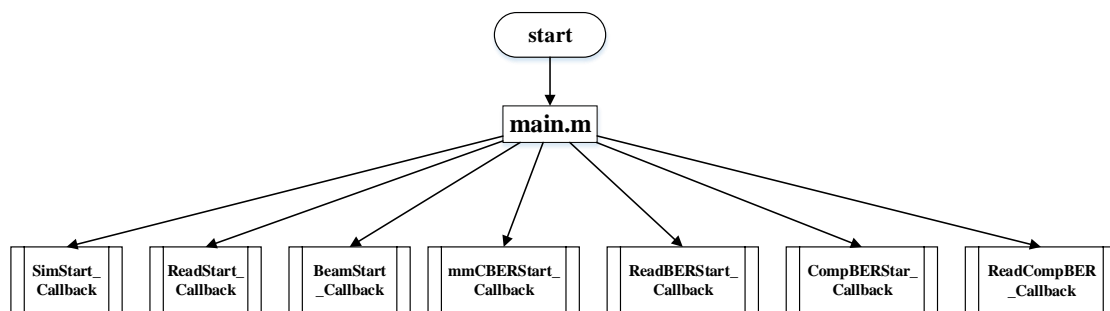 start
main.m
SimStart_
Callback
ReadStart_
Callback
BeamStart
_Callback
mmCBERStart_
Callback
ReadBERStart_
Callback
CompBERStar_
Callback
ReadCompBER
_Callback